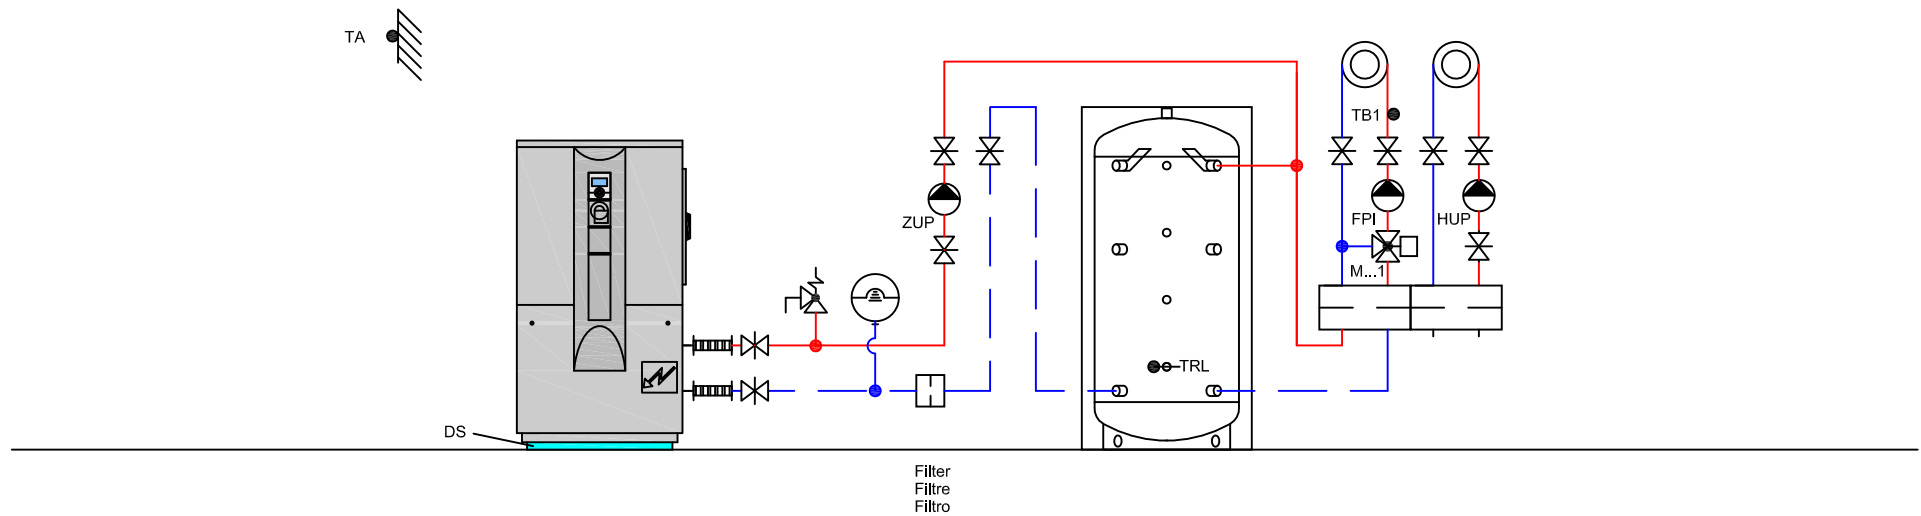 TA
TB1
ZUP
FPI
HUP
M...1
TRL
DS
Filter
Filtre
Filtro